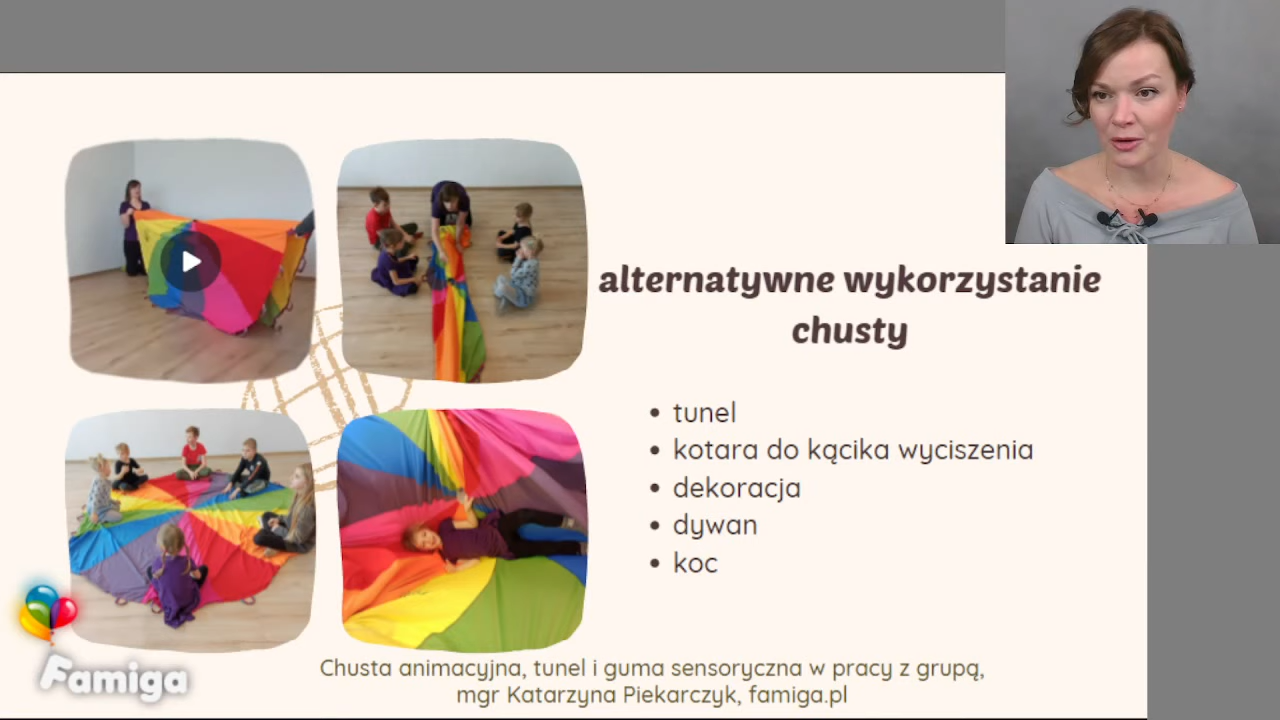 alternatywne wykorzystanie
chusty
• tunel
• kotara do kącika wyciszenia
• dekoracja
• dywan
• koc
Chusta animacyjna, tunel i guma sensoryczna w pracy z grupą,
mgr Katarzyna Piekarczyk, famiga.pl
Famiga